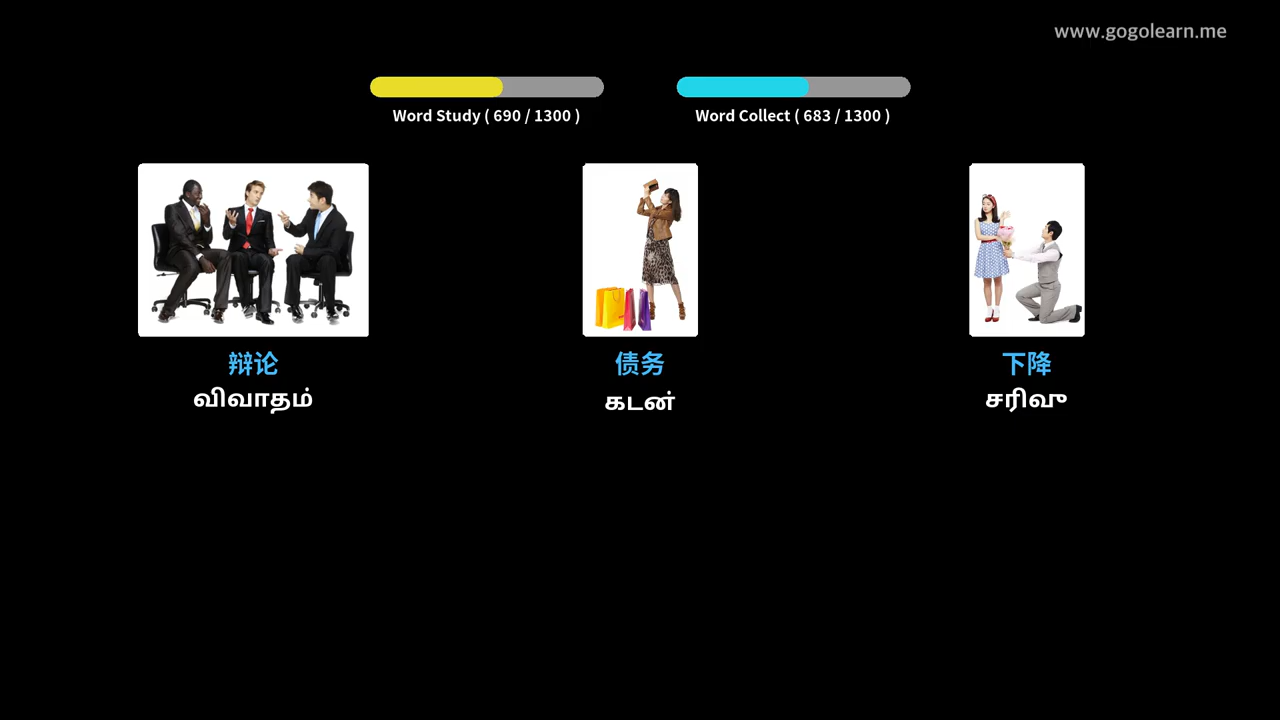 www.gogolearn.me
Word Study ( 690 / 1300 )
Word Collect ( 683 / 1300 )
辩论
விவாதம்
债务
கடன்
下降
சரிவு